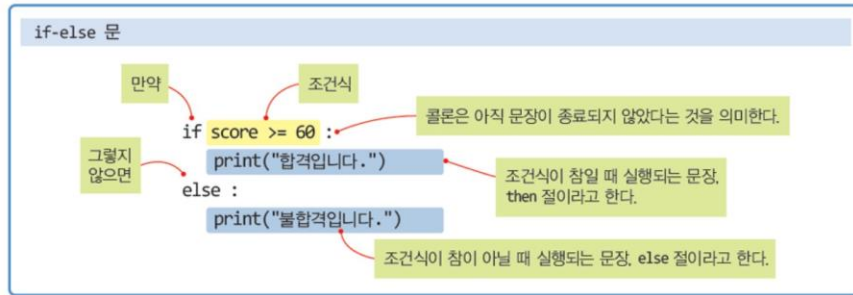 if-else 문
만약
조건식
if score >= 60 :
콜론은 아직 문장이 종료되지 않았다는 것을 의미한다.
그렇지
않으면
print("합격입니다.")
조건식이 참일 때 실행되는 문장,
then 절이라고 한다.
else :
print("불합격입니다.")
조건식이 참이 아닐 때 실행되는 문장, else 절이라고 한다.